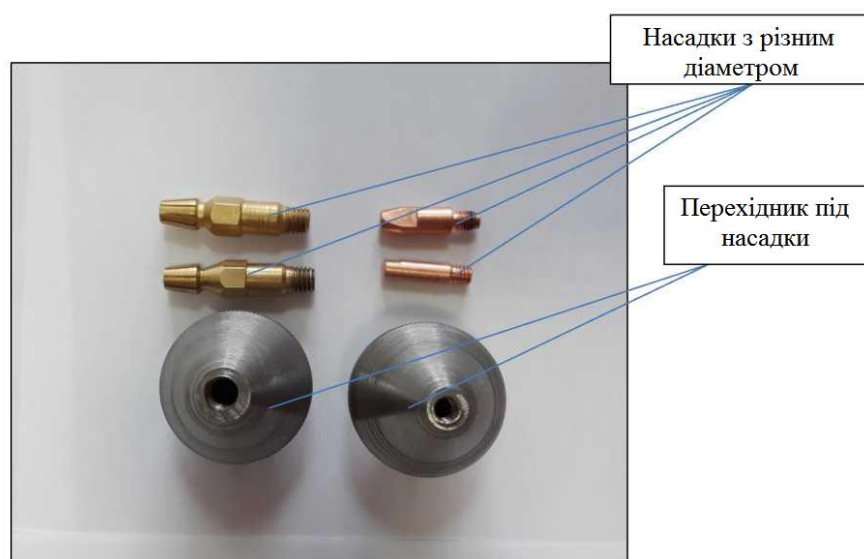 Насадки з різним
діаметром
Перехідник під
насадки